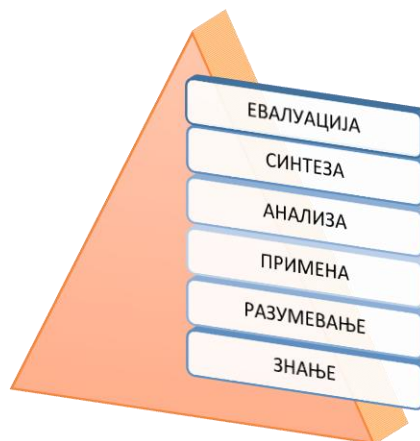 ЕВАЛУАЦИЈА
СИНТЕЗА
АНАЛИЗА
ПРИМЕНА
РАЗУМЕВАЊЕ
ЗНАЊЕ